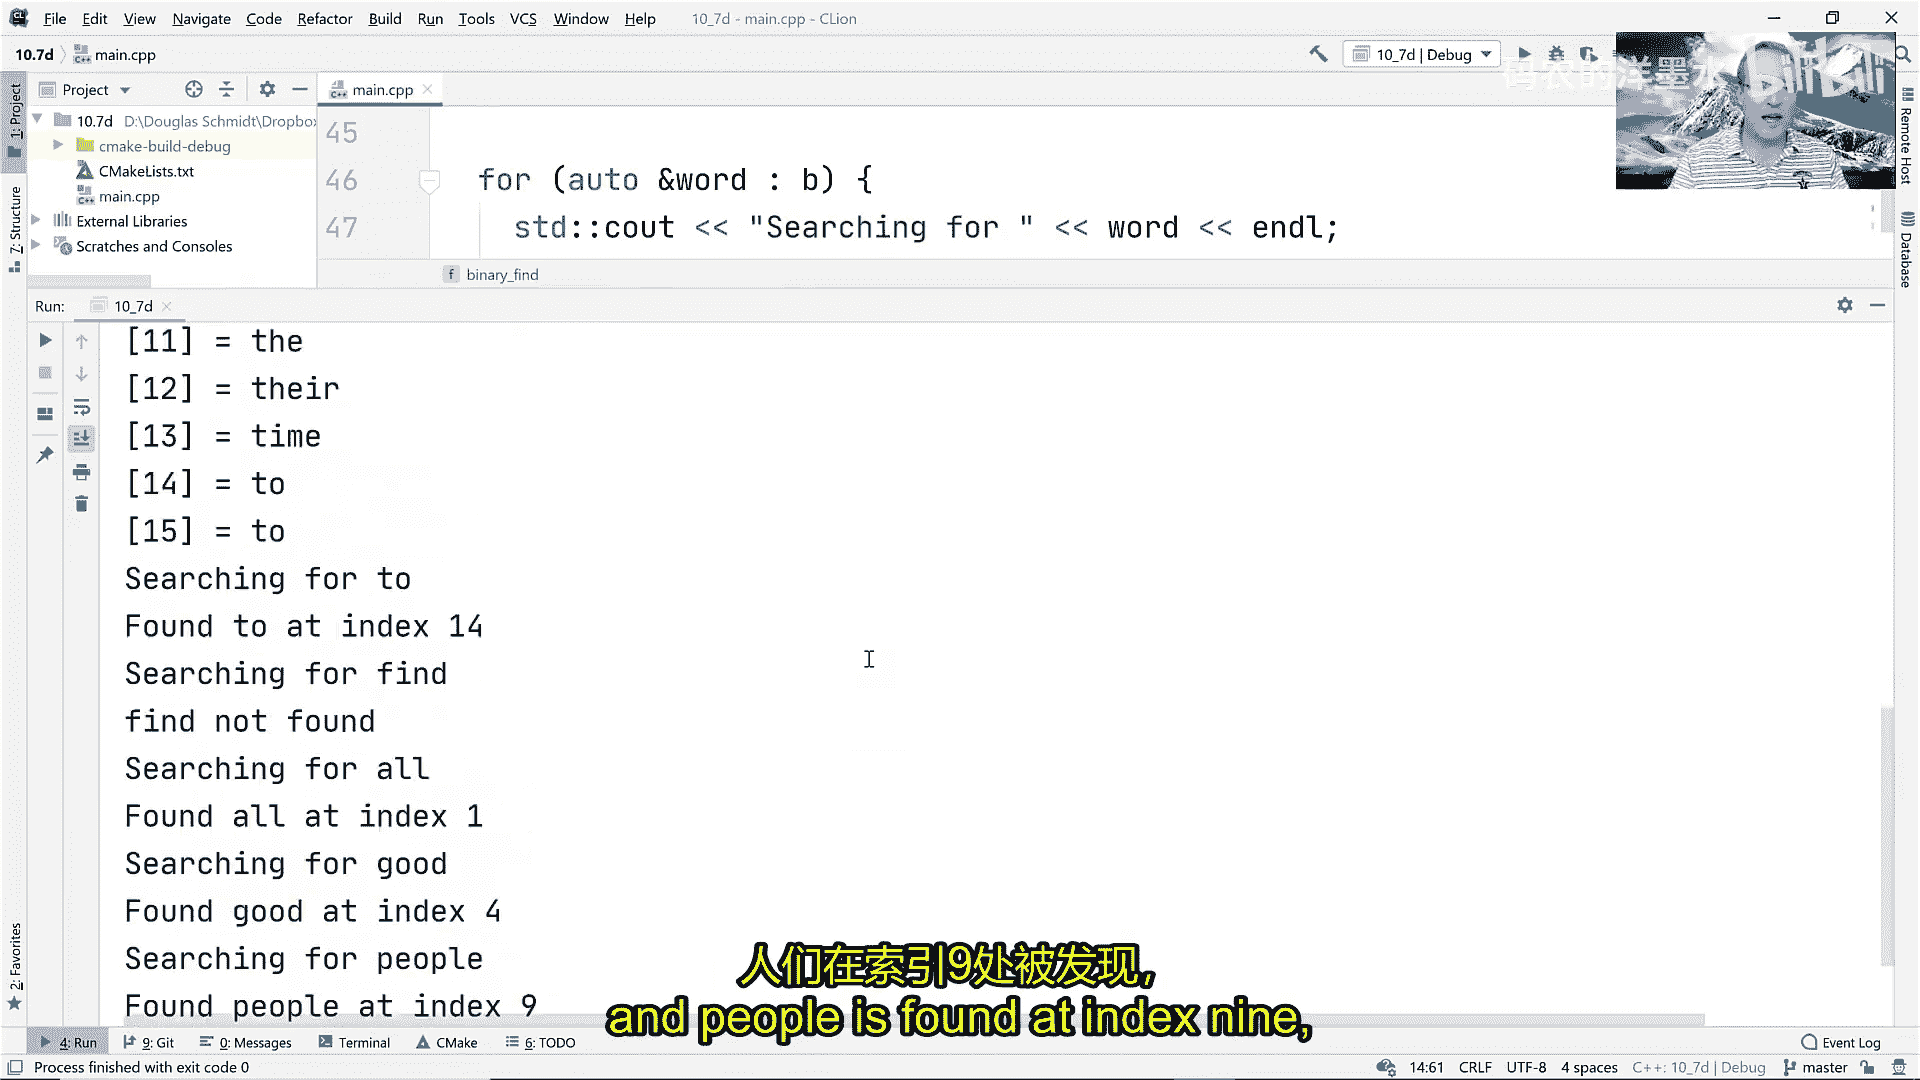 File Edit View Navigate Code Refactor Build Run Tools VCS Window Help 10_7d - main.cpp - CLion
10.7d main.cpp 10_7d | Debug
码农的洋墨水 bilibili
Project main.cpp
1: Project
10.7d D:\Douglas Schmidt\Dropbo
cmake-build-debug
CMakeLists.txt
main.cpp
External Libraries
Scratches and Consoles
7: Structure
45
46 for (auto &word : b) {
47 std::cout << "Searching for " << word << endl;
f binary_find
Remote Host
Database
Run: 10_7d
[11] = the
[12] = their
[13] = time
[14] = to
[15] = to
Searching for to
Found to at index 14
Searching for find
find not found
Searching for all
Found all at index 1
Searching for good
Found good at index 4
Searching for people
Found people at index 9
2: Favorites
人们在索引9处被发现,
and people is found at index nine,
4: Run 9: Git 0: Messages Terminal CMake 6: TODO Event Log
Process finished with exit code 0 14:61 CRLF UTF-8 4 spaces C++: 10_7d | Debug master